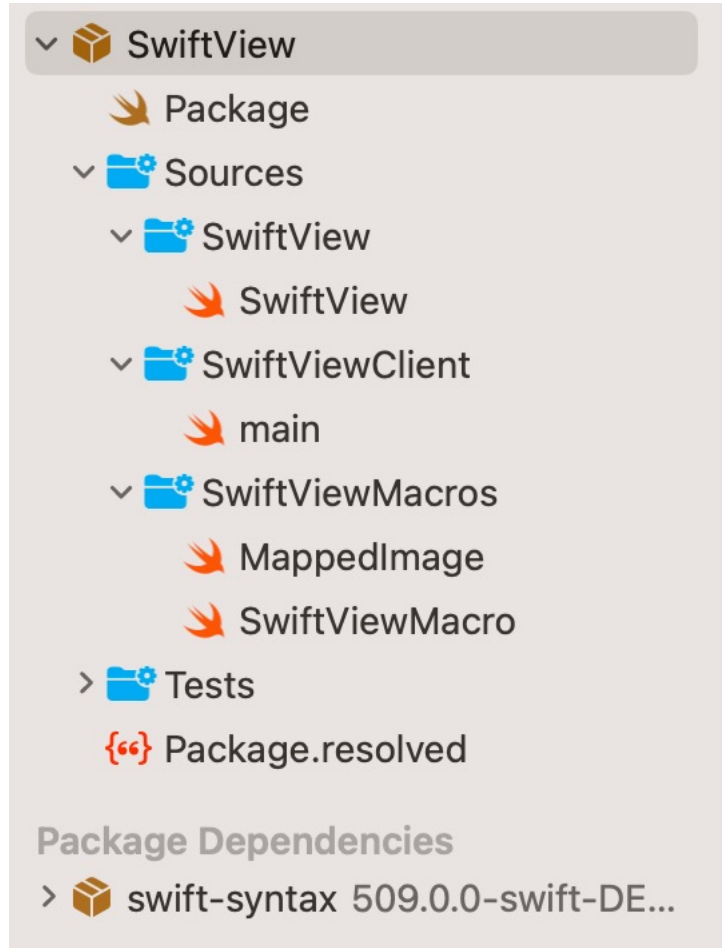 SwiftView
Package
Sources
SwiftView
SwiftView
SwiftViewClient
main
SwiftViewMacros
MappedImage
SwiftViewMacro
Tests
Package.resolved
Package Dependencies
swift-syntax 509.0.0-swift-DE...